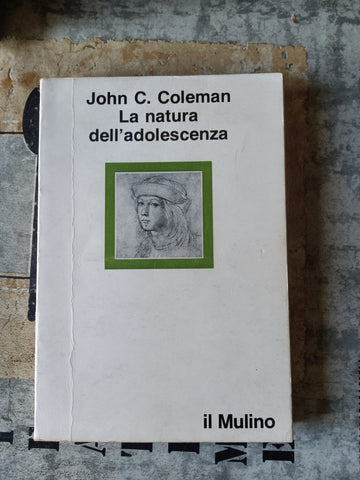 John C. Coleman
La natura
dell'adolescenza
il Mulino